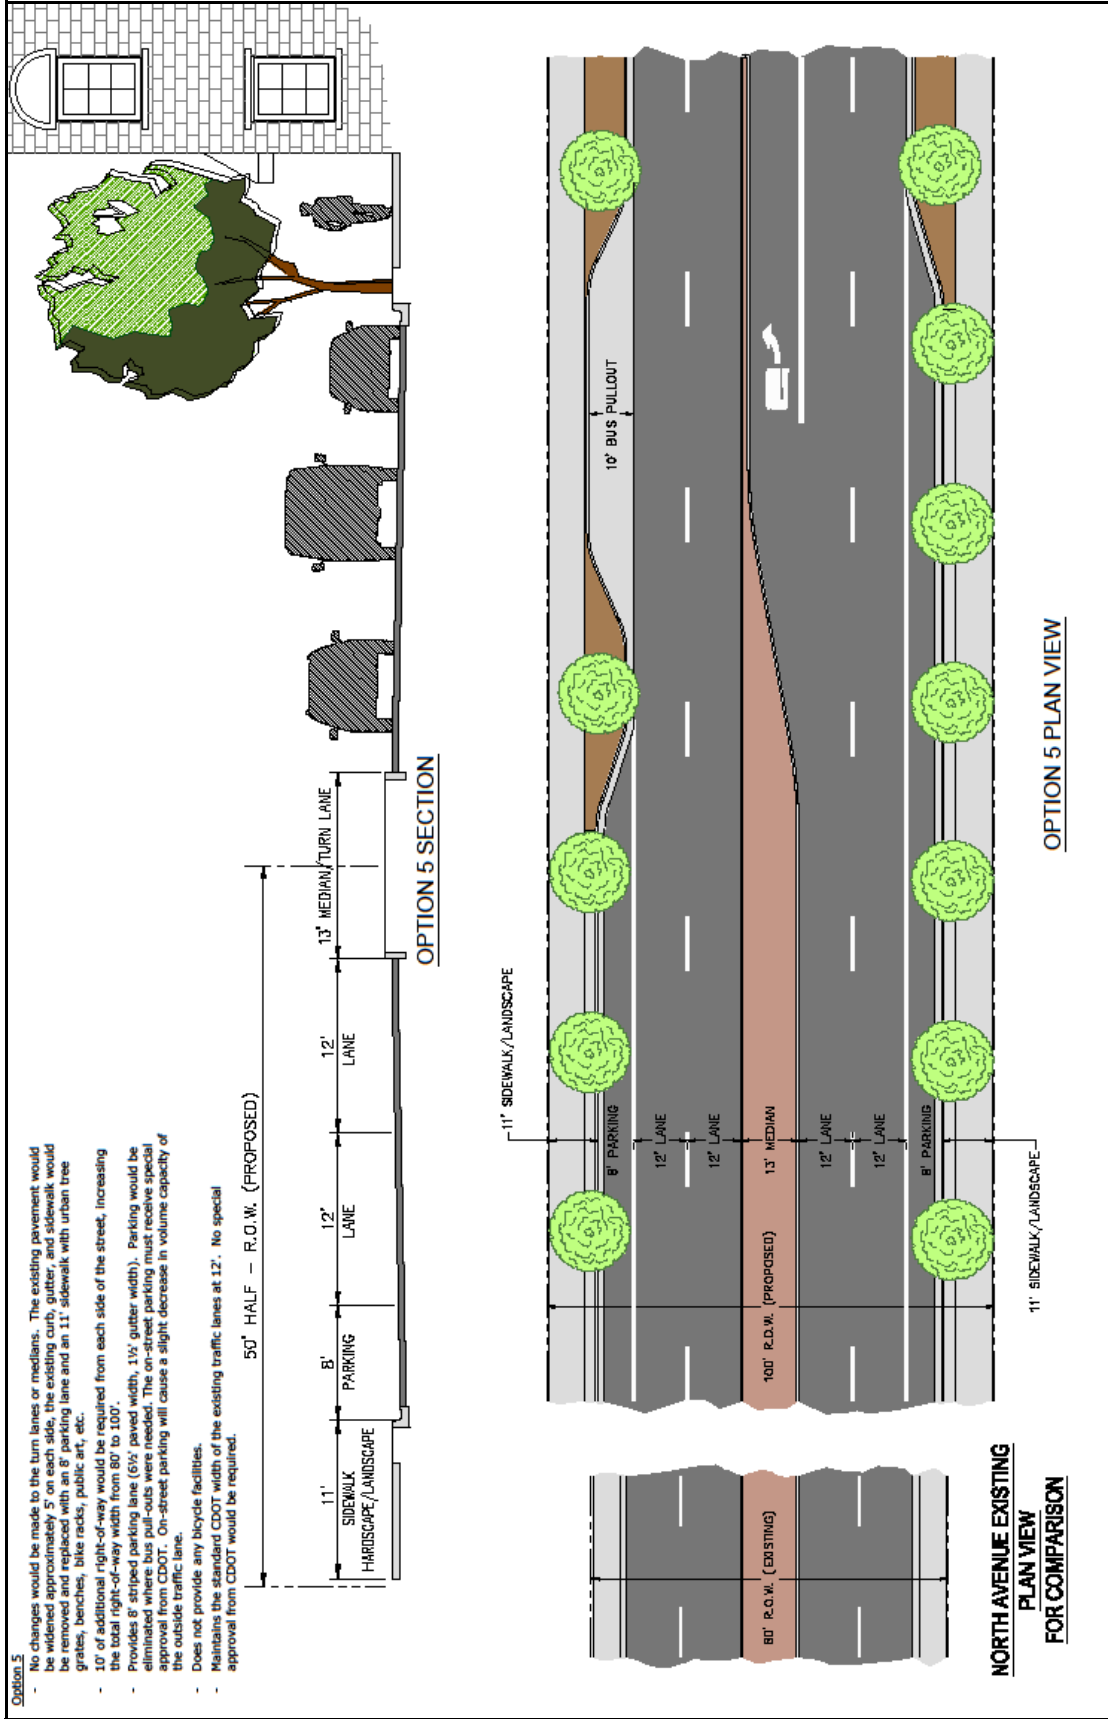 Option 5
- No changes would be made to the turn lanes or medians. The existing pavement would
be widened approximately 5' on each side, the existing curb, gutter, and sidewalk would
be removed and replaced with an 8' parking lane and an 11' sidewalk with urban tree
grates, benches, bike racks, public art, etc.
- 10' of additional right-of-way would be required from each side of the street, increasing
the total right-of-way width from 80' to 100'.
- Provides 8' striped parking lane (6½' paved width, 1½' gutter width). Parking would be
eliminated where bus pull-outs were needed. The on-street parking must receive special
approval from CDOT. On-street parking will cause a slight decrease in volume capacity of
the outside traffic lane.
- Does not provide any bicycle facilities.
- Maintains the standard CDOT width of the existing traffic lanes at 12'. No special
approval from CDOT would be required.
50' HALF - R.O.W. (PROPOSED)
11'
SIDEWALK
HARDSCAPE/LANDSCAPE
8'
PARKING
12'
LANE
12'
LANE
13' MEDIAN/TURN LANE
OPTION 5 SECTION
11' SIDEWALK/LANDSCAPE
8' PARKING
12' LANE
12' LANE
13' MEDIAN
12' LANE
12' LANE
8' PARKING
11' SIDEWALK/LANDSCAPE
100' R.O.W. (PROPOSED)
10' BUS PULLOUT
OPTION 5 PLAN VIEW
80' R.O.W. (EXISTING)
NORTH AVENUE EXISTING
PLAN VIEW
FOR COMPARISON